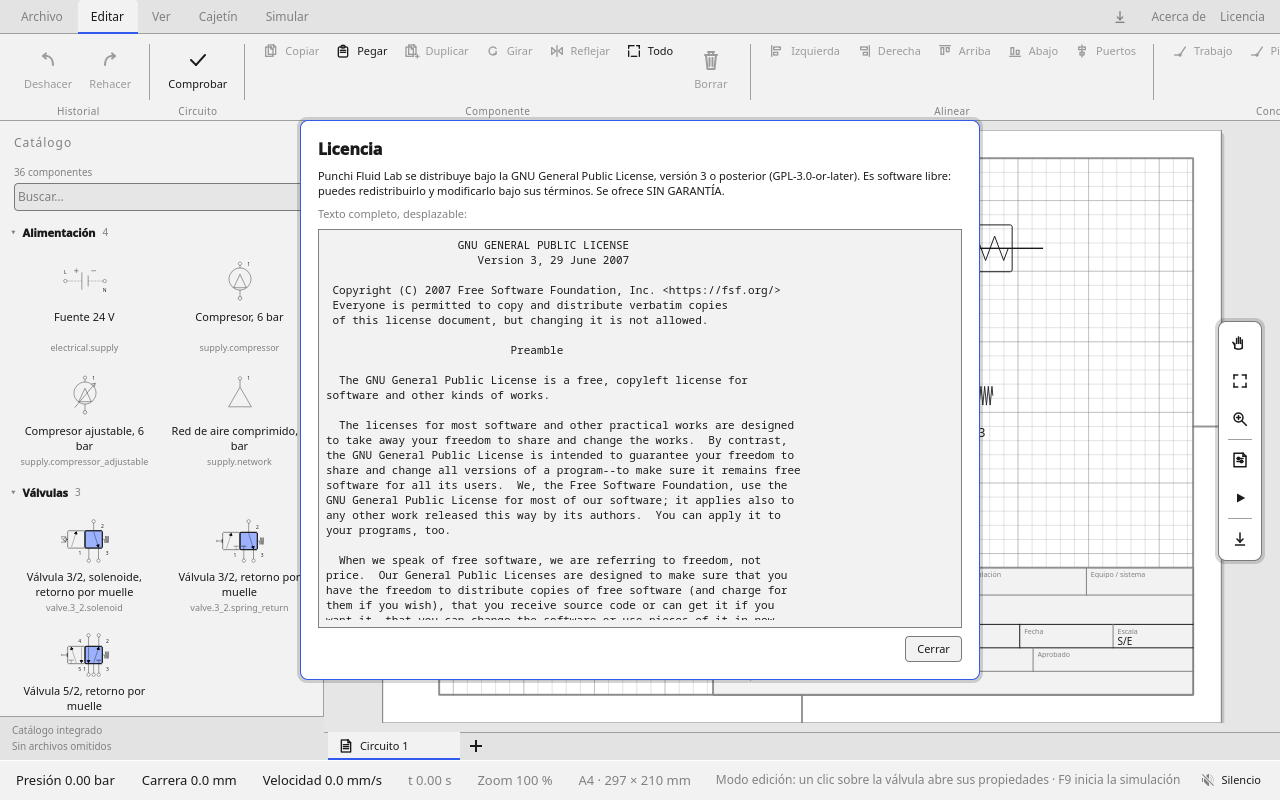 Archivo Editar Ver Cajetín Simular Acerca de Licencia
Copiar Pegar Duplicar Girar Reflejar Todo Izquierda Derecha Arriba Abajo Puertos Trabajo
Deshacer Rehacer Comprobar Borrar
Historial Circuito Componente Alinear
Catálogo
36 componentes
Buscar...
Alimentación 4
Fuente 24 V
electrical.supply
Compresor, 6 bar
supply.compressor
Compresor ajustable, 6 bar
supply.compressor_adjustable
Red de aire comprimido, bar
supply.network
Válvulas 3
Válvula 3/2, solenoide, retorno por muelle
valve.3_2.solenoid
Válvula 3/2, retorno por muelle
valve.3_2.spring_return
Válvula 5/2, retorno por muelle
Catálogo integrado
Sin archivos omitidos
Licencia
Punchi Fluid Lab se distribuye bajo la GNU General Public License, versión 3 o posterior (GPL-3.0-or-later). Es software libre:
puedes redistribuirlo y modificarlo bajo sus términos. Se ofrece SIN GARANTÍA.
Texto completo, desplazable:
GNU GENERAL PUBLIC LICENSE
Version 3, 29 June 2007
Copyright (C) 2007 Free Software Foundation, Inc. <https://fsf.org/>
Everyone is permitted to copy and distribute verbatim copies
of this license document, but changing it is not allowed.
Preamble
The GNU General Public License is a free, copyleft license for
software and other kinds of works.
The licenses for most software and other practical works are designed
to take away your freedom to share and change the works.  By contrast,
the GNU General Public License is intended to guarantee your freedom to
share and change all versions of a program--to make sure it remains free
software for all its users.  We, the Free Software Foundation, use the
GNU General Public License for most of our software; it applies also to
any other work released this way by its authors.  You can apply it to
your programs, too.
When we speak of free software, we are referring to freedom, not
price.  Our General Public Licenses are designed to make sure that you
have the freedom to distribute copies of free software (and charge for
them if you wish), that you receive source code or can get it if you
want it, that you can change the software or use pieces of it in new
Cerrar
3
Equipo / sistema
Fecha
Escala
S/E
Aprobado
Circuito 1
Presión 0.00 bar Carrera 0.0 mm Velocidad 0.0 mm/s t 0.00 s Zoom 100 % A4 · 297 × 210 mm Modo edición: un clic sobre la válvula abre sus propiedades · F9 inicia la simulación Silencio